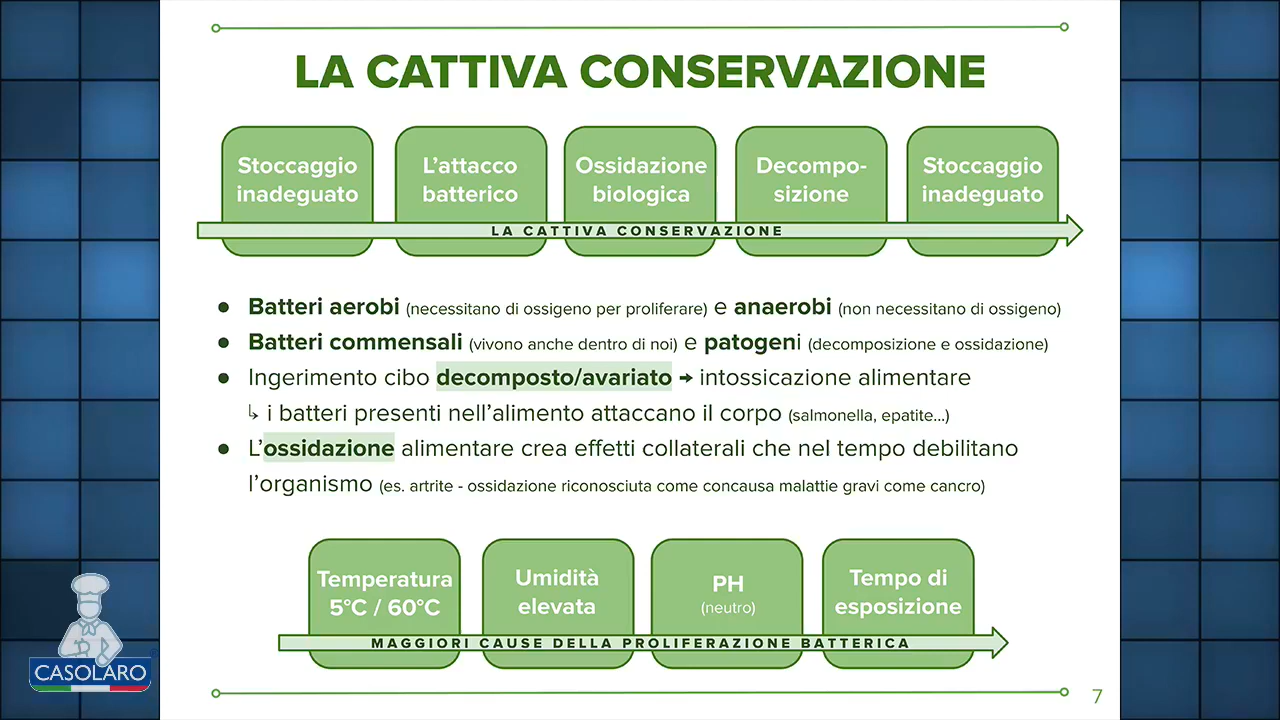 LA CATTIVA CONSERVAZIONE
Stoccaggio
inadeguato
L'attacco
batterico
Ossidazione
biologica
Decompo-
sizione
Stoccaggio
inadeguato
LA CATTIVA CONSERVAZIONE
● Batteri aerobi (necessitano di ossigeno per proliferare) e anaerobi (non necessitano di ossigeno)
● Batteri commensali (vivono anche dentro di noi) e patogeni (decomposizione e ossidazione)
● Ingerimento cibo decomposto/avariato → intossicazione alimentare
↳ i batteri presenti nell'alimento attaccano il corpo (salmonella, epatite...)
● L'ossidazione alimentare crea effetti collaterali che nel tempo debilitano
l'organismo (es. artrite - ossidazione riconosciuta come concausa malattie gravi come cancro)
Temperatura
5°C / 60°C
Umidità
elevata
PH
(neutro)
Tempo di
esposizione
MAGGIORI CAUSE DELLA PROLIFERAZIONE BATTERICA
CASOLARO
7